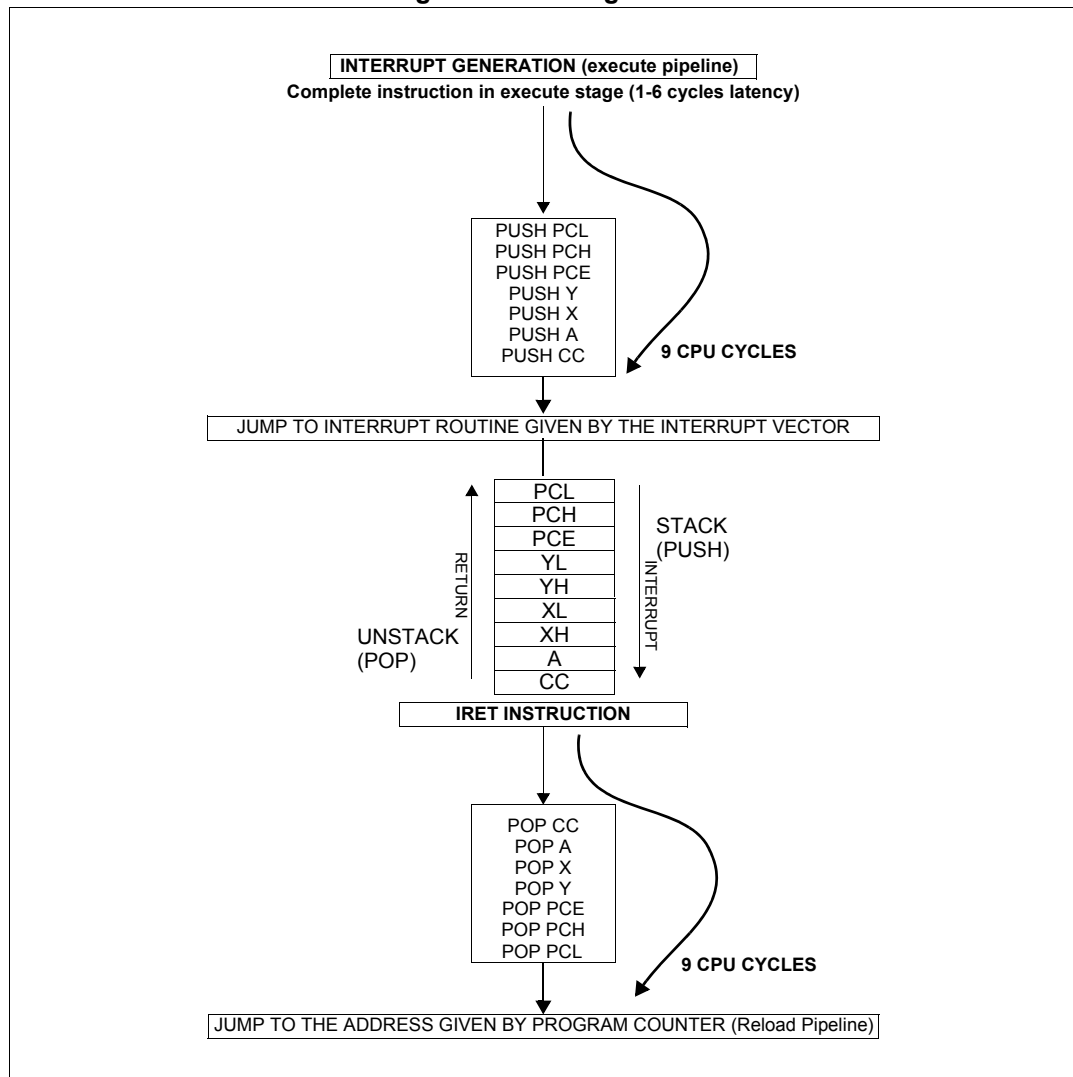 INTERRUPT GENERATION (execute pipeline)
Complete instruction in execute stage (1-6 cycles latency)
PUSH PCL
PUSH PCH
PUSH PCE
PUSH Y
PUSH X
PUSH A
PUSH CC
9 CPU CYCLES
JUMP TO INTERRUPT ROUTINE GIVEN BY THE INTERRUPT VECTOR
PCL
PCH
PCE
YL
YH
XL
XH
A
CC
RETURN
UNSTACK
(POP)
STACK
(PUSH)
INTERRUPT
IRET INSTRUCTION
POP CC
POP A
POP X
POP Y
POP PCE
POP PCH
POP PCL
9 CPU CYCLES
JUMP TO THE ADDRESS GIVEN BY PROGRAM COUNTER (Reload Pipeline)